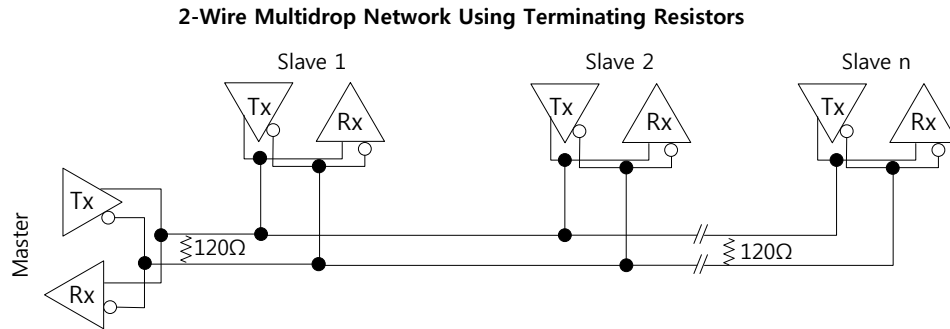 2-Wire Multidrop Network Using Terminating Resistors
Slave 1
Slave 2
Slave n
Tx
Rx
Tx
Rx
Tx
Rx
Master
Tx
Rx
120Ω
120Ω